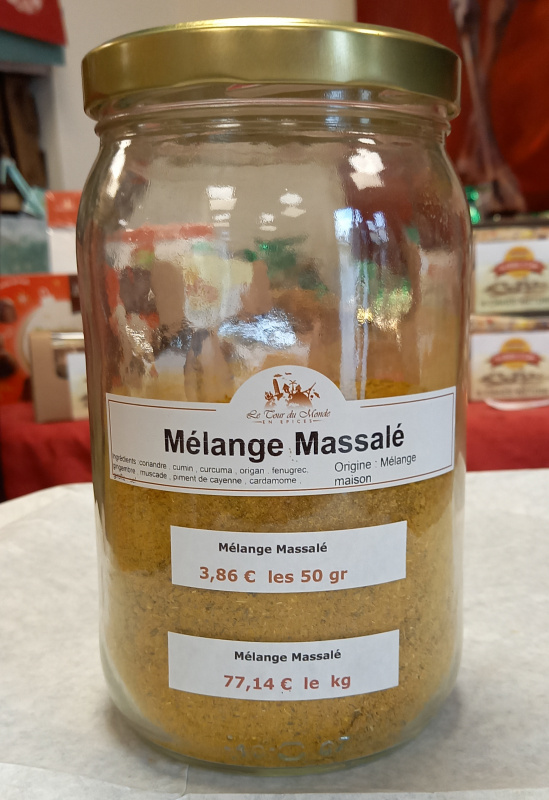 Le Tour du Monde
EN EPICES
Mélange Massalé
Ingrédients : coriandre , cumin , curcuma , origan , fenugrec,
gingembre muscade , piment de cayenne , cardamome ,
Origine : Mélange
maison
Mélange Massalé
3,86 € les 50 gr
Mélange Massalé
77,14 € le kg